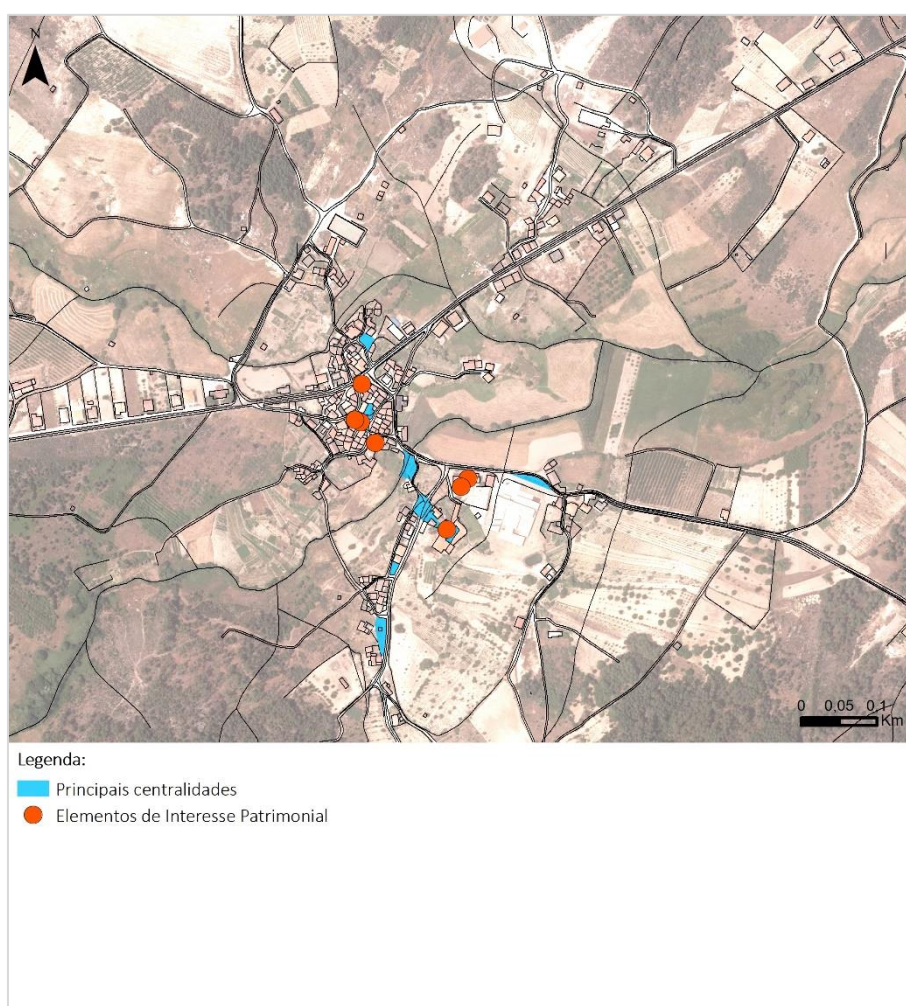 N
0 0,05 0,1
Km
Legenda:
Principais centralidades
Elementos de Interesse Patrimonial